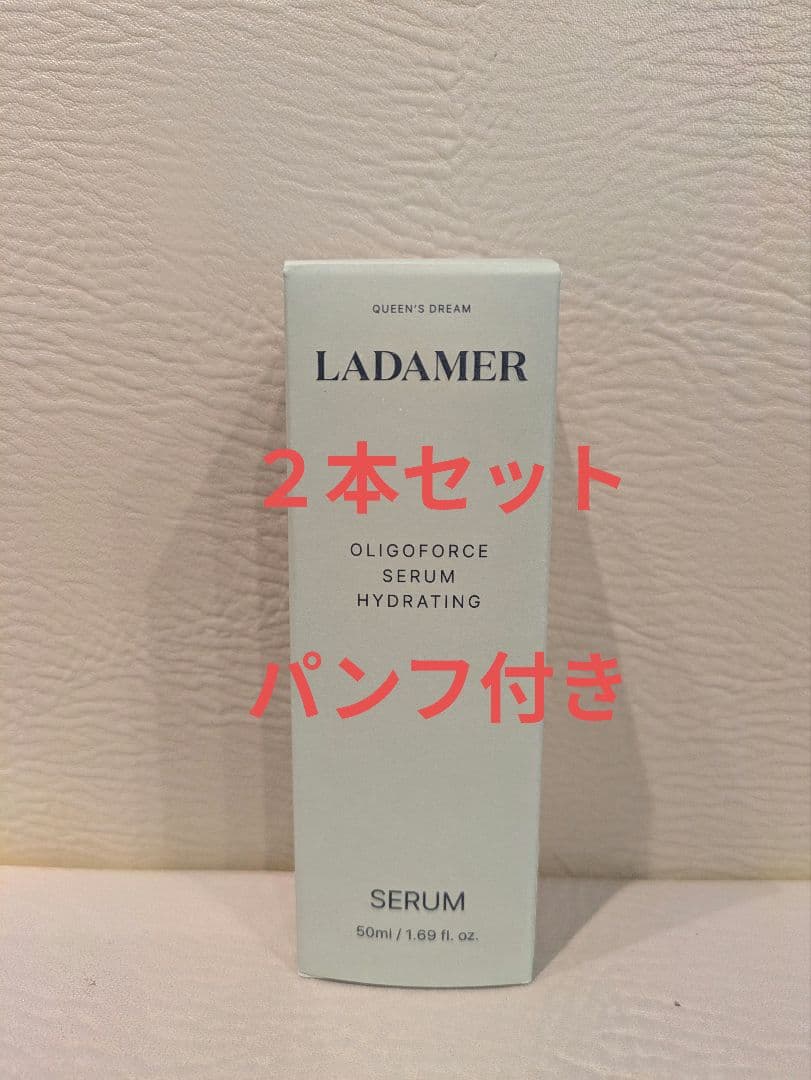 QUEEN'S DREAM
LADAMER
２本セット
OLIGOFORCE
SERUM
HYDRATING
パンフ付き
SERUM
50ml / 1.69 fl. oz.